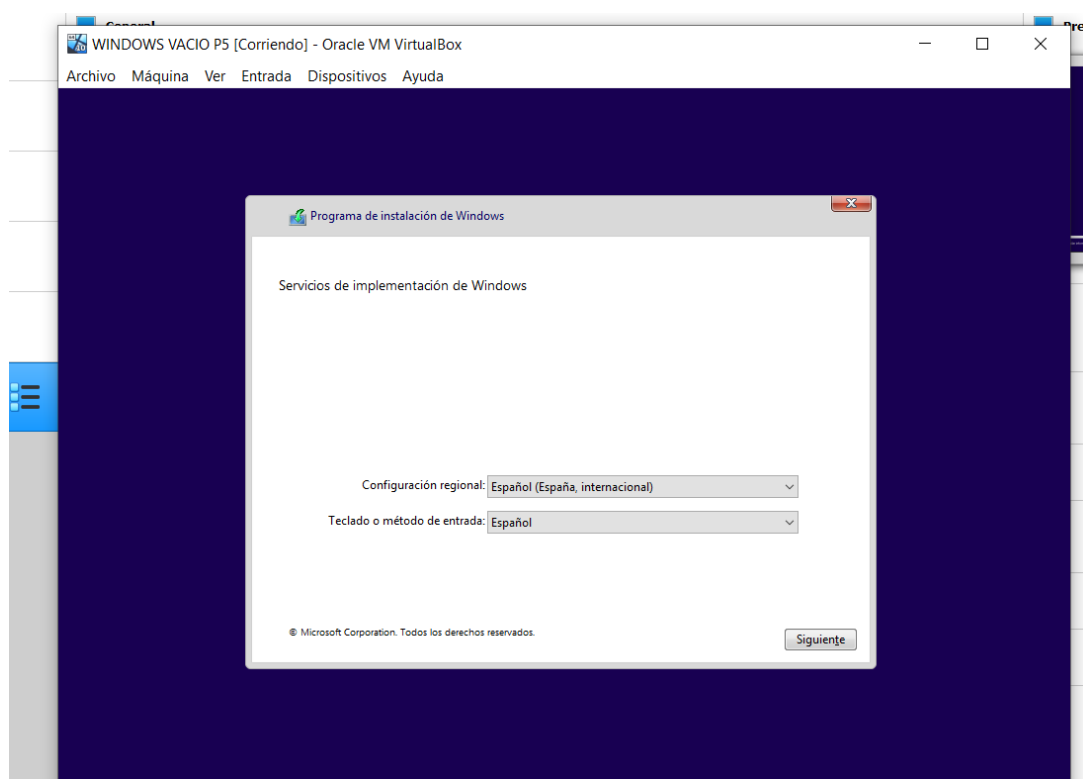 WINDOWS VACIO P5 [Corriendo] - Oracle VM VirtualBox
Archivo Máquina Ver Entrada Dispositivos Ayuda
Programa de instalación de Windows
Servicios de implementación de Windows
Configuración regional: Español (España, internacional)
Teclado o método de entrada: Español
© Microsoft Corporation. Todos los derechos reservados.
Siguiente